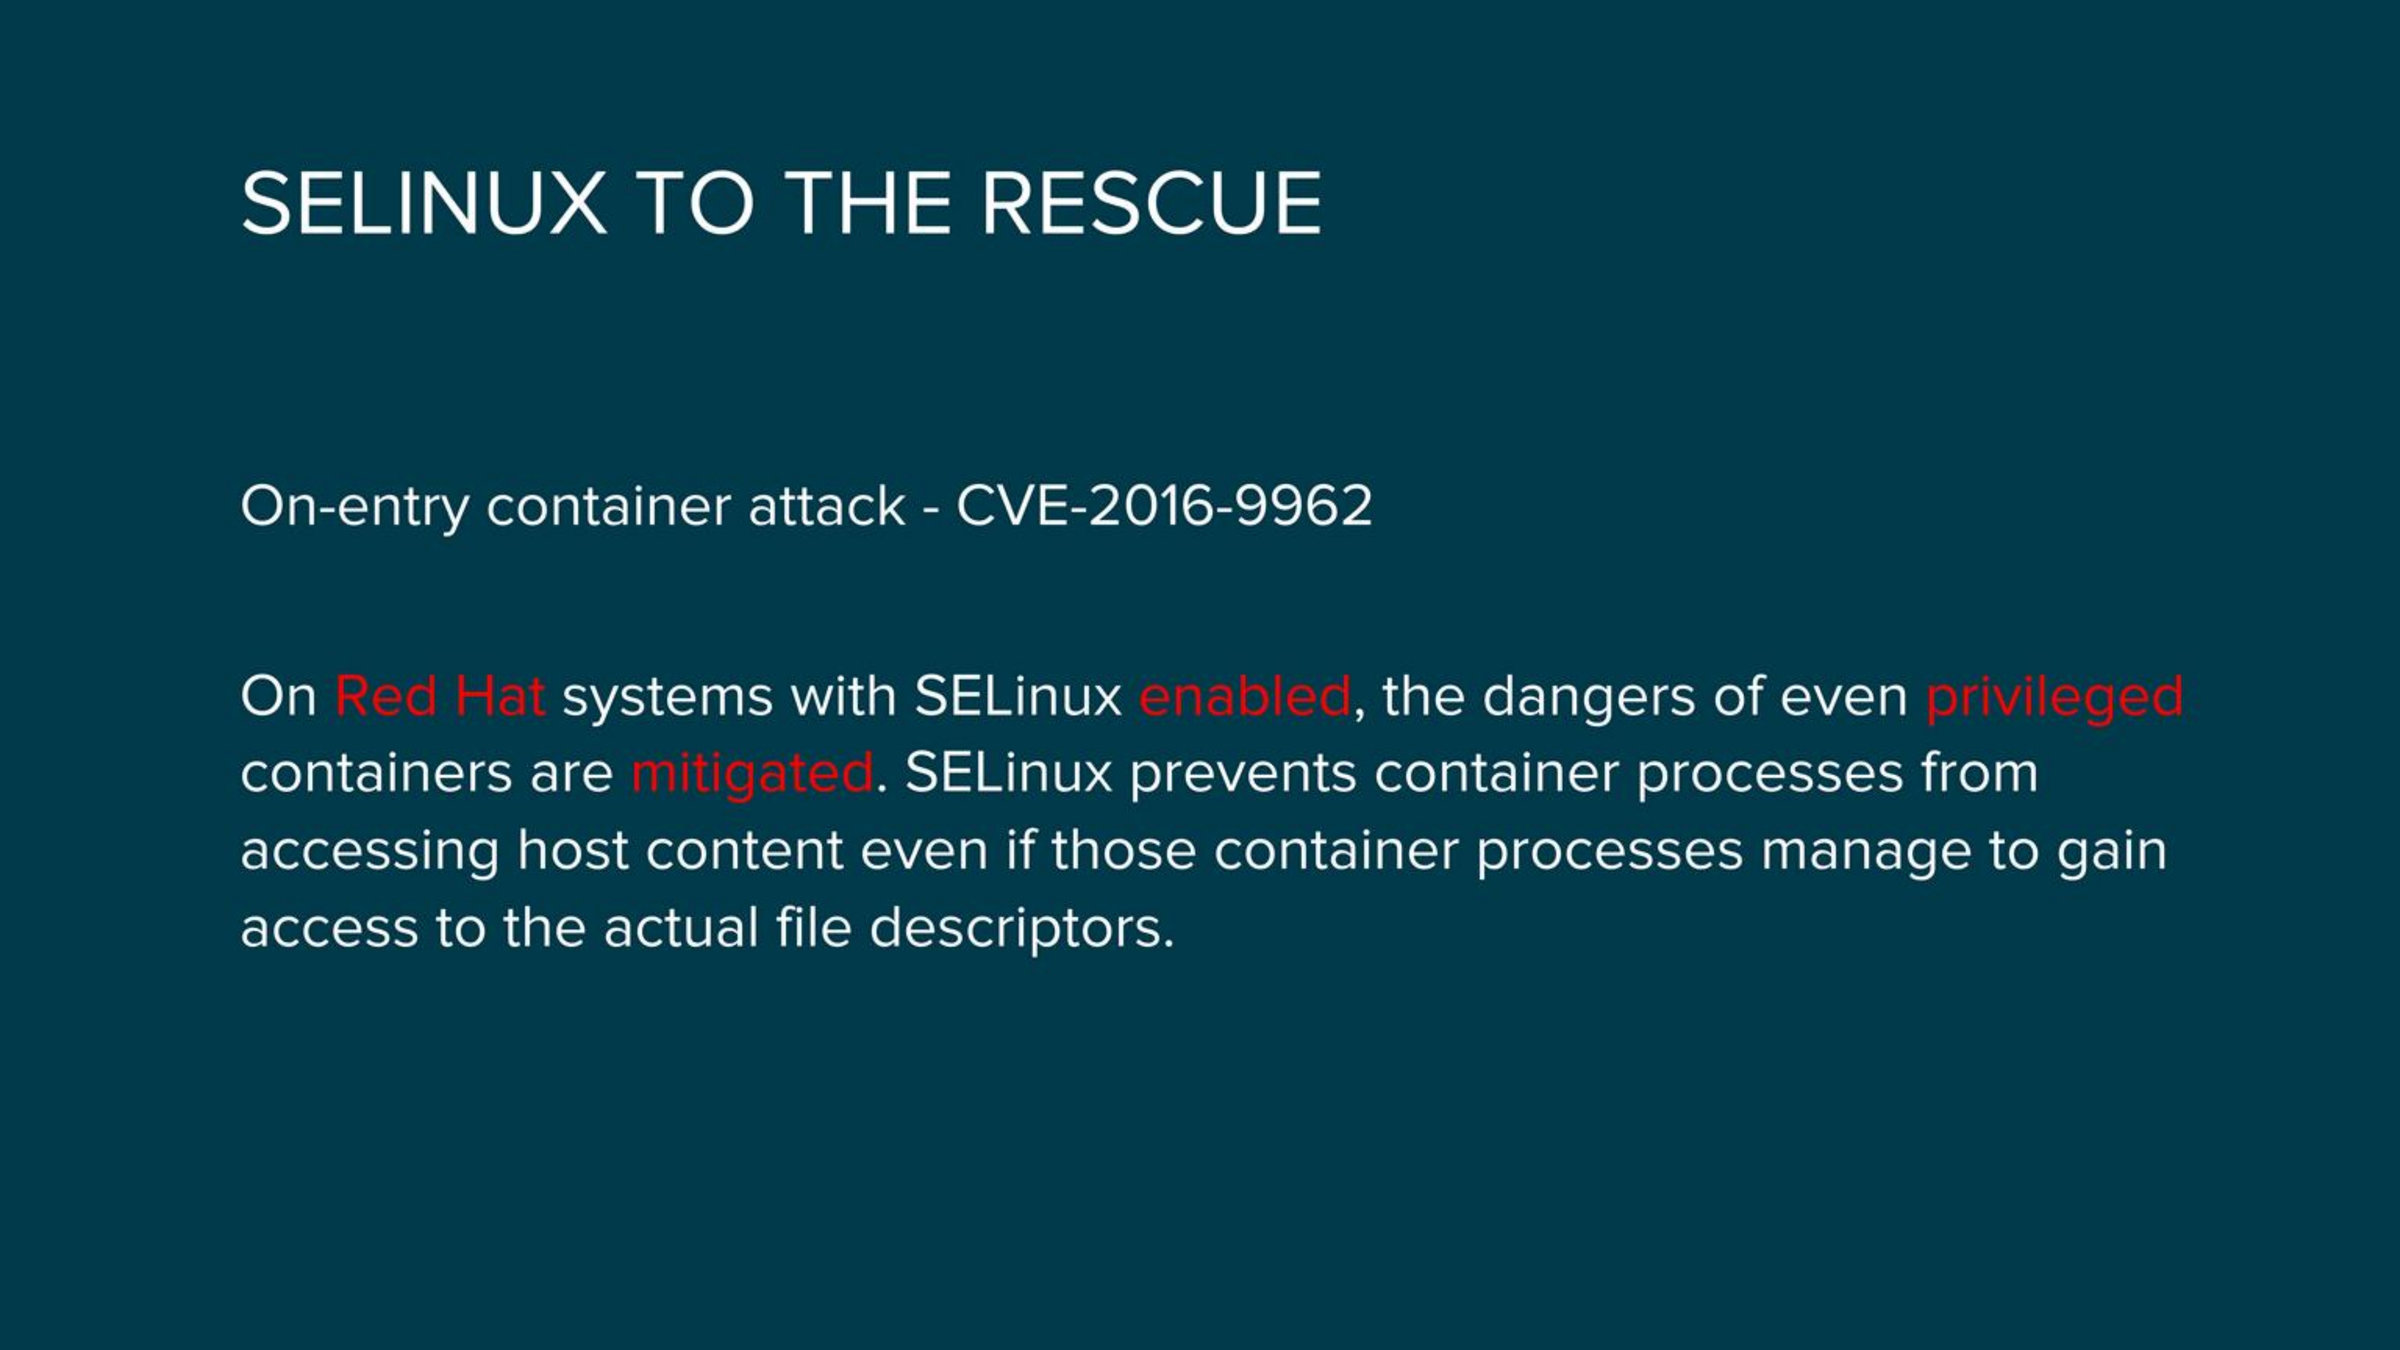 SELINUX TO THE RESCUE
On-entry container attack - CVE-2016-9962
On Red Hat systems with SELinux enabled, the dangers of even privileged
containers are mitigated. SELinux prevents container processes from
accessing host content even if those container processes manage to gain
access to the actual file descriptors.